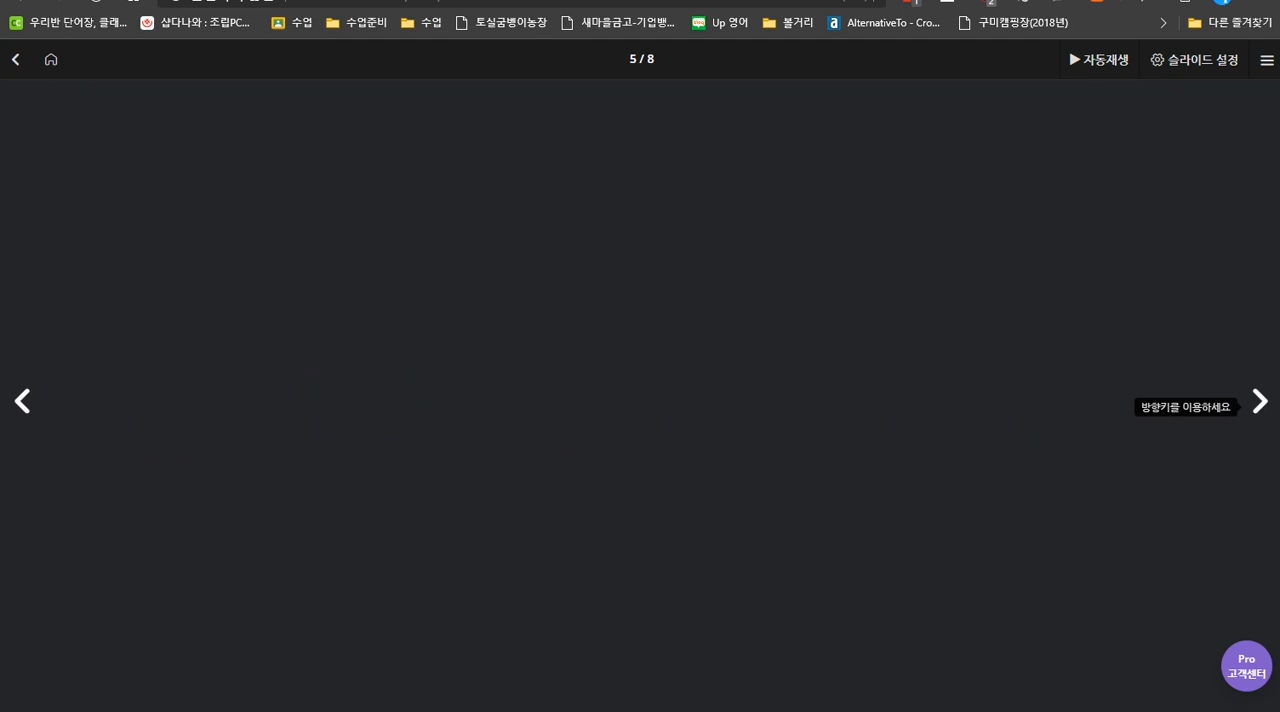 우리반 단어장, 클래... 샵다나와 : 조립PC... 수업 수업준비 수업 토실굼뱅이농장 새마을금고-기업뱅... Up 영어 볼거리 AlternativeTo - Cro... 구미캠핑장(2018년) 다른 즐겨찾기
5 / 8 자동재생 슬라이드 설정
방향키를 이용하세요
Pro
고객센터